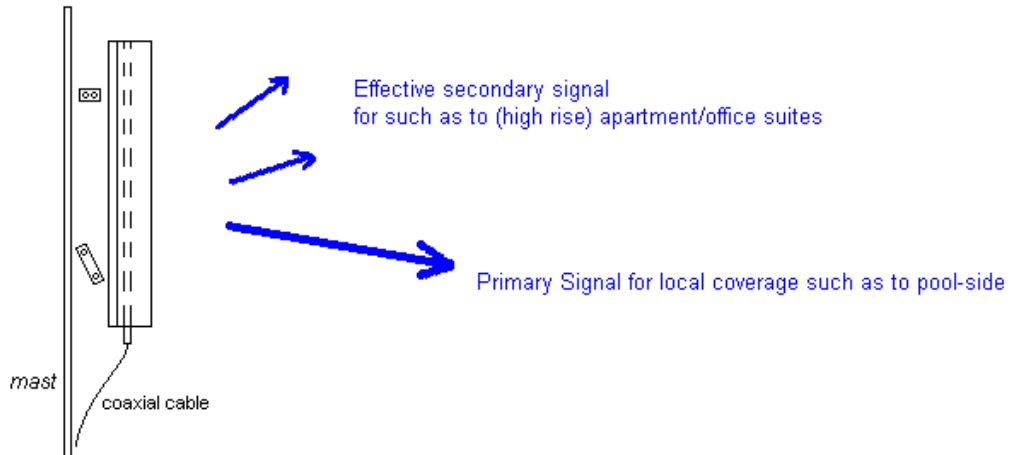 Effective secondary signal
for such as to (high rise) apartment/office suites
Primary Signal for local coverage such as to pool-side
mast
coaxial cable